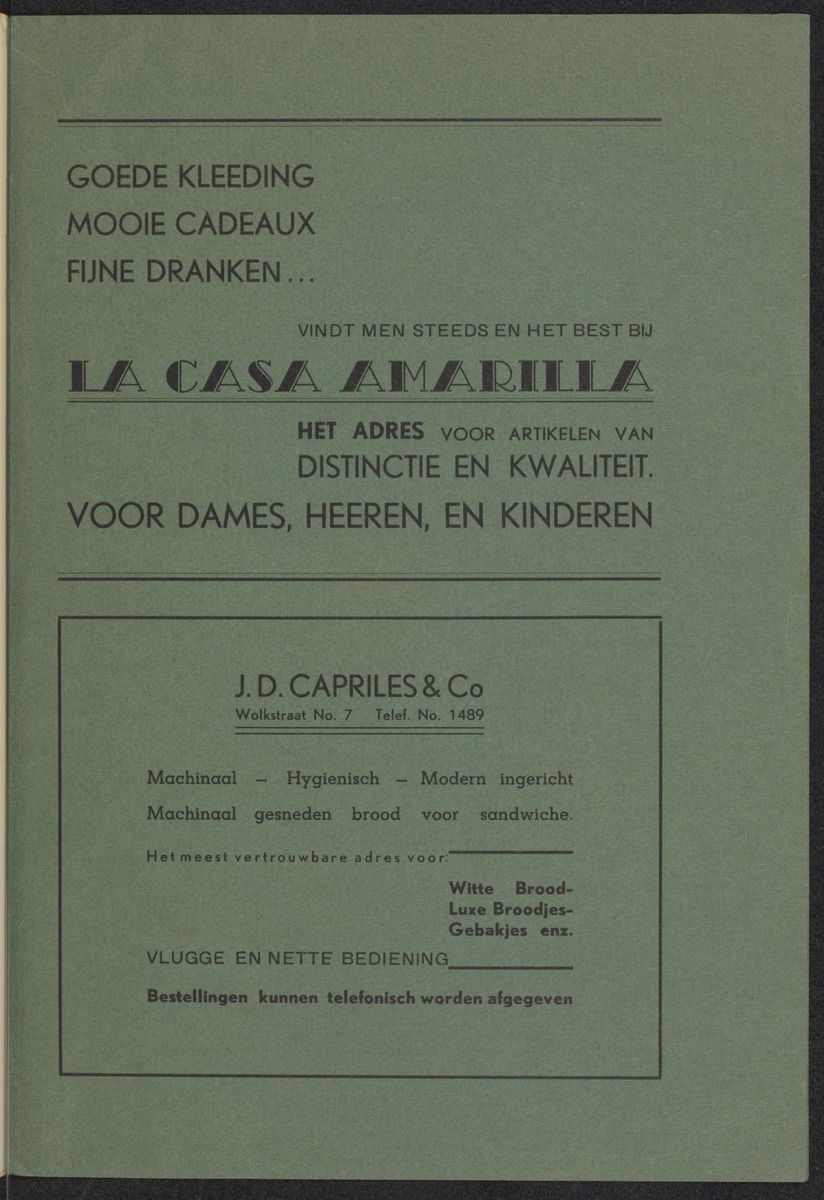 GOEDE KLEEDING
MOOIE CADEAUX
FIJNE DRANKEN...
VINDT MEN STEEDS EN HET BEST BIJ
LA CASA AMARILLA
HET ADRES VOOR ARTIKELEN VAN
DISTINCTIE EN KWALITEIT.
VOOR DAMES, HEEREN, EN KINDEREN
J. D. CAPRILES & Co
Wolkstraat No. 7 Telef. No. 1489
Machinaal – Hygienisch – Modern ingericht
Machinaal gesneden brood voor sandwiche.
Het meest vertrouwbare adres voor:
Witte Brood-
Luxe Broodjes-
Gebakjes enz.
VLUGGE EN NETTE BEDIENING
Bestellingen kunnen telefonisch worden afgegeven